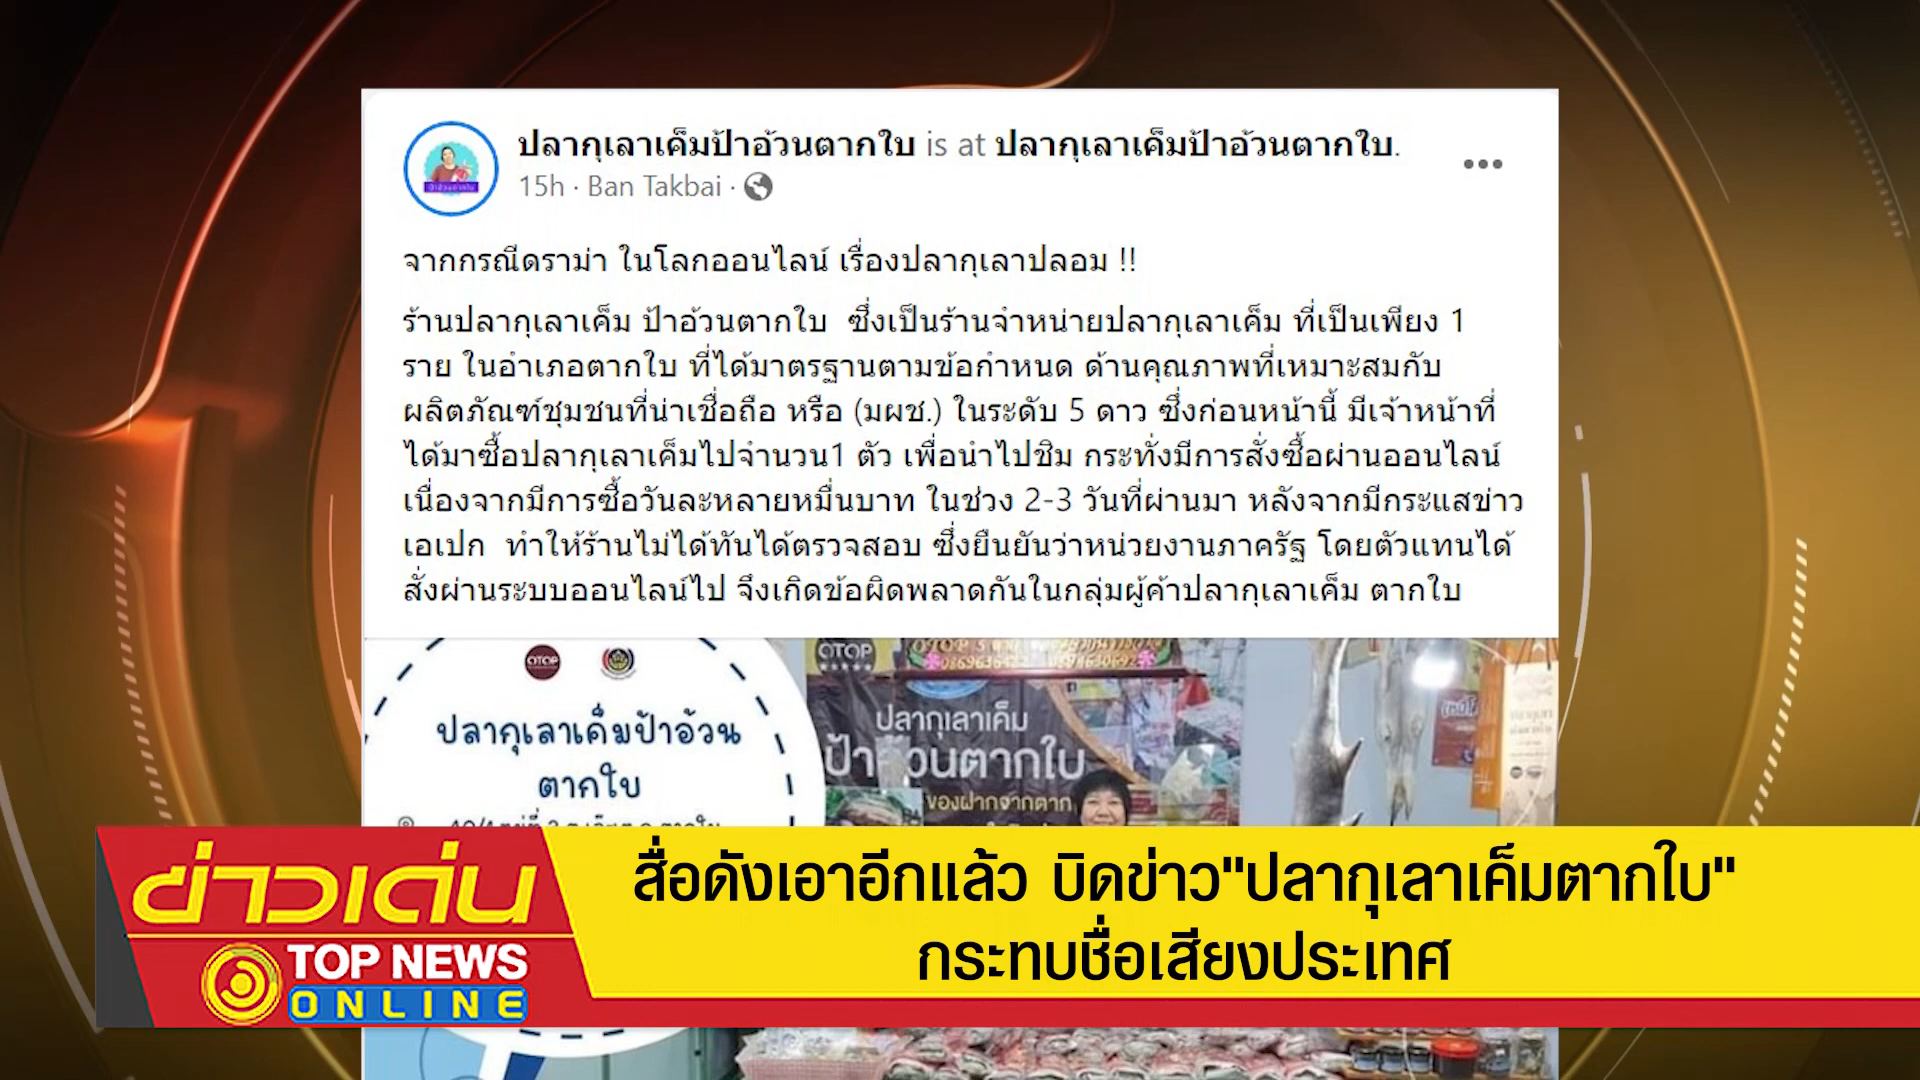 ปลากุเลาเค็มป้าอ้วนตากใบ is at ปลากุเลาเค็มป้าอ้วนตากใบ.
15h · Ban Takbai ·
จากกรณีดราม่า ในโลกออนไลน์ เรื่องปลากุเลาปลอม !!
ร้านปลากุเลาเค็ม ป้าอ้วนตากใบ ซึ่งเป็นร้านจำหน่ายปลากุเลาเค็ม ที่เป็นเพียง 1
ราย ในอำเภอตากใบ ที่ได้มาตรฐานตามข้อกำหนด ด้านคุณภาพที่เหมาะสมกับ
ผลิตภัณฑ์ชุมชนที่น่าเชื่อถือ หรือ (มผช.) ในระดับ 5 ดาว ซึ่งก่อนหน้านี้ มีเจ้าหน้าที่
ได้มาซื้อปลากุเลาเค็มไปจำนวน1 ตัว เพื่อนำไปชิม กระทั่งมีการสั่งซื้อผ่านออนไลน์
เนื่องจากมีการซื้อวันละหลายหมื่นบาท ในช่วง 2-3 วันที่ผ่านมา หลังจากมีกระแสข่าว
เอเปก ทำให้ร้านไม่ได้ทันได้ตรวจสอบ ซึ่งยืนยันว่าหน่วยงานภาครัฐ โดยตัวแทนได้
สั่งผ่านระบบออนไลน์ไป จึงเกิดข้อผิดพลาดกันในกลุ่มผู้ค้าปลากุเลาเค็ม ตากใบ
OTOP
ปลากุเลาเค็มป้าอ้วน
ตากใบ
OTOP
ปลากุเลาเค็ม
ป้าอ้วนตากใบ
ของฝากจากตาก
ข่าวเด่น
TOP NEWS
ONLINE
สื่อดังเอาอีกแล้ว บิดข่าว"ปลากุเลาเค็มตากใบ"
กระทบชื่อเสียงประเทศ